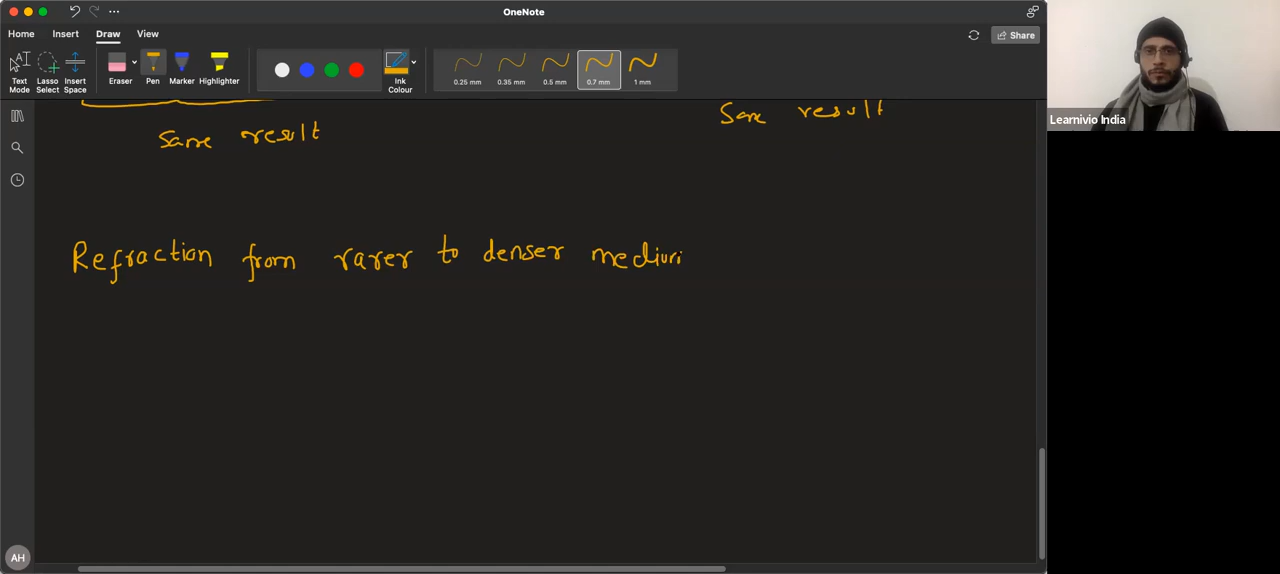 OneNote
Home Insert Draw View
Share
Text Mode
Lasso Select
Insert Space
Eraser
Pen
Marker
Highlighter
Ink Colour
0.25 mm
0.35 mm
0.5 mm
0.7 mm
1 mm
Learnivio India
Same result
Same result
Refraction from rarer to denser
AH